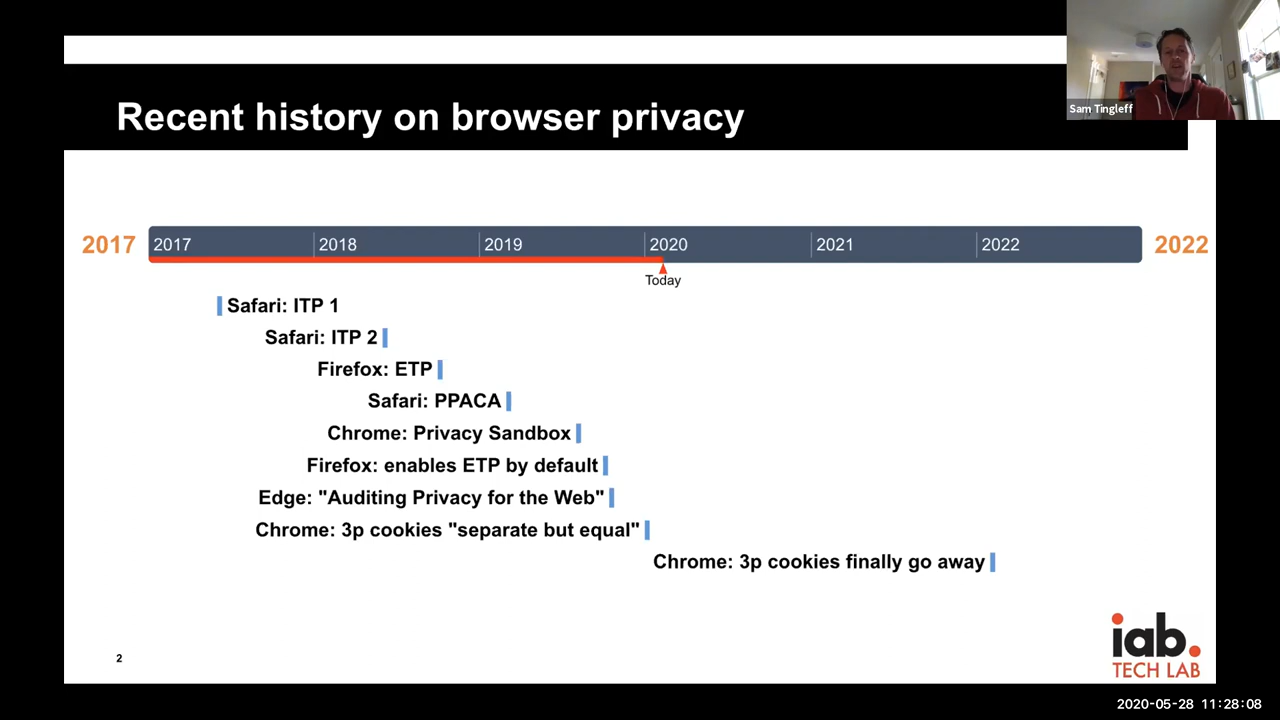 Sam Tingleff
Recent history on browser privacy
2017 2017 2018 2019 2020 2021 2022 2022
Today
Safari: ITP 1
Safari: ITP 2
Firefox: ETP
Safari: PPACA
Chrome: Privacy Sandbox
Firefox: enables ETP by default
Edge: "Auditing Privacy for the Web"
Chrome: 3p cookies "separate but equal"
Chrome: 3p cookies finally go away
2
iab.
TECH LAB
2020-05-28 11:28:08